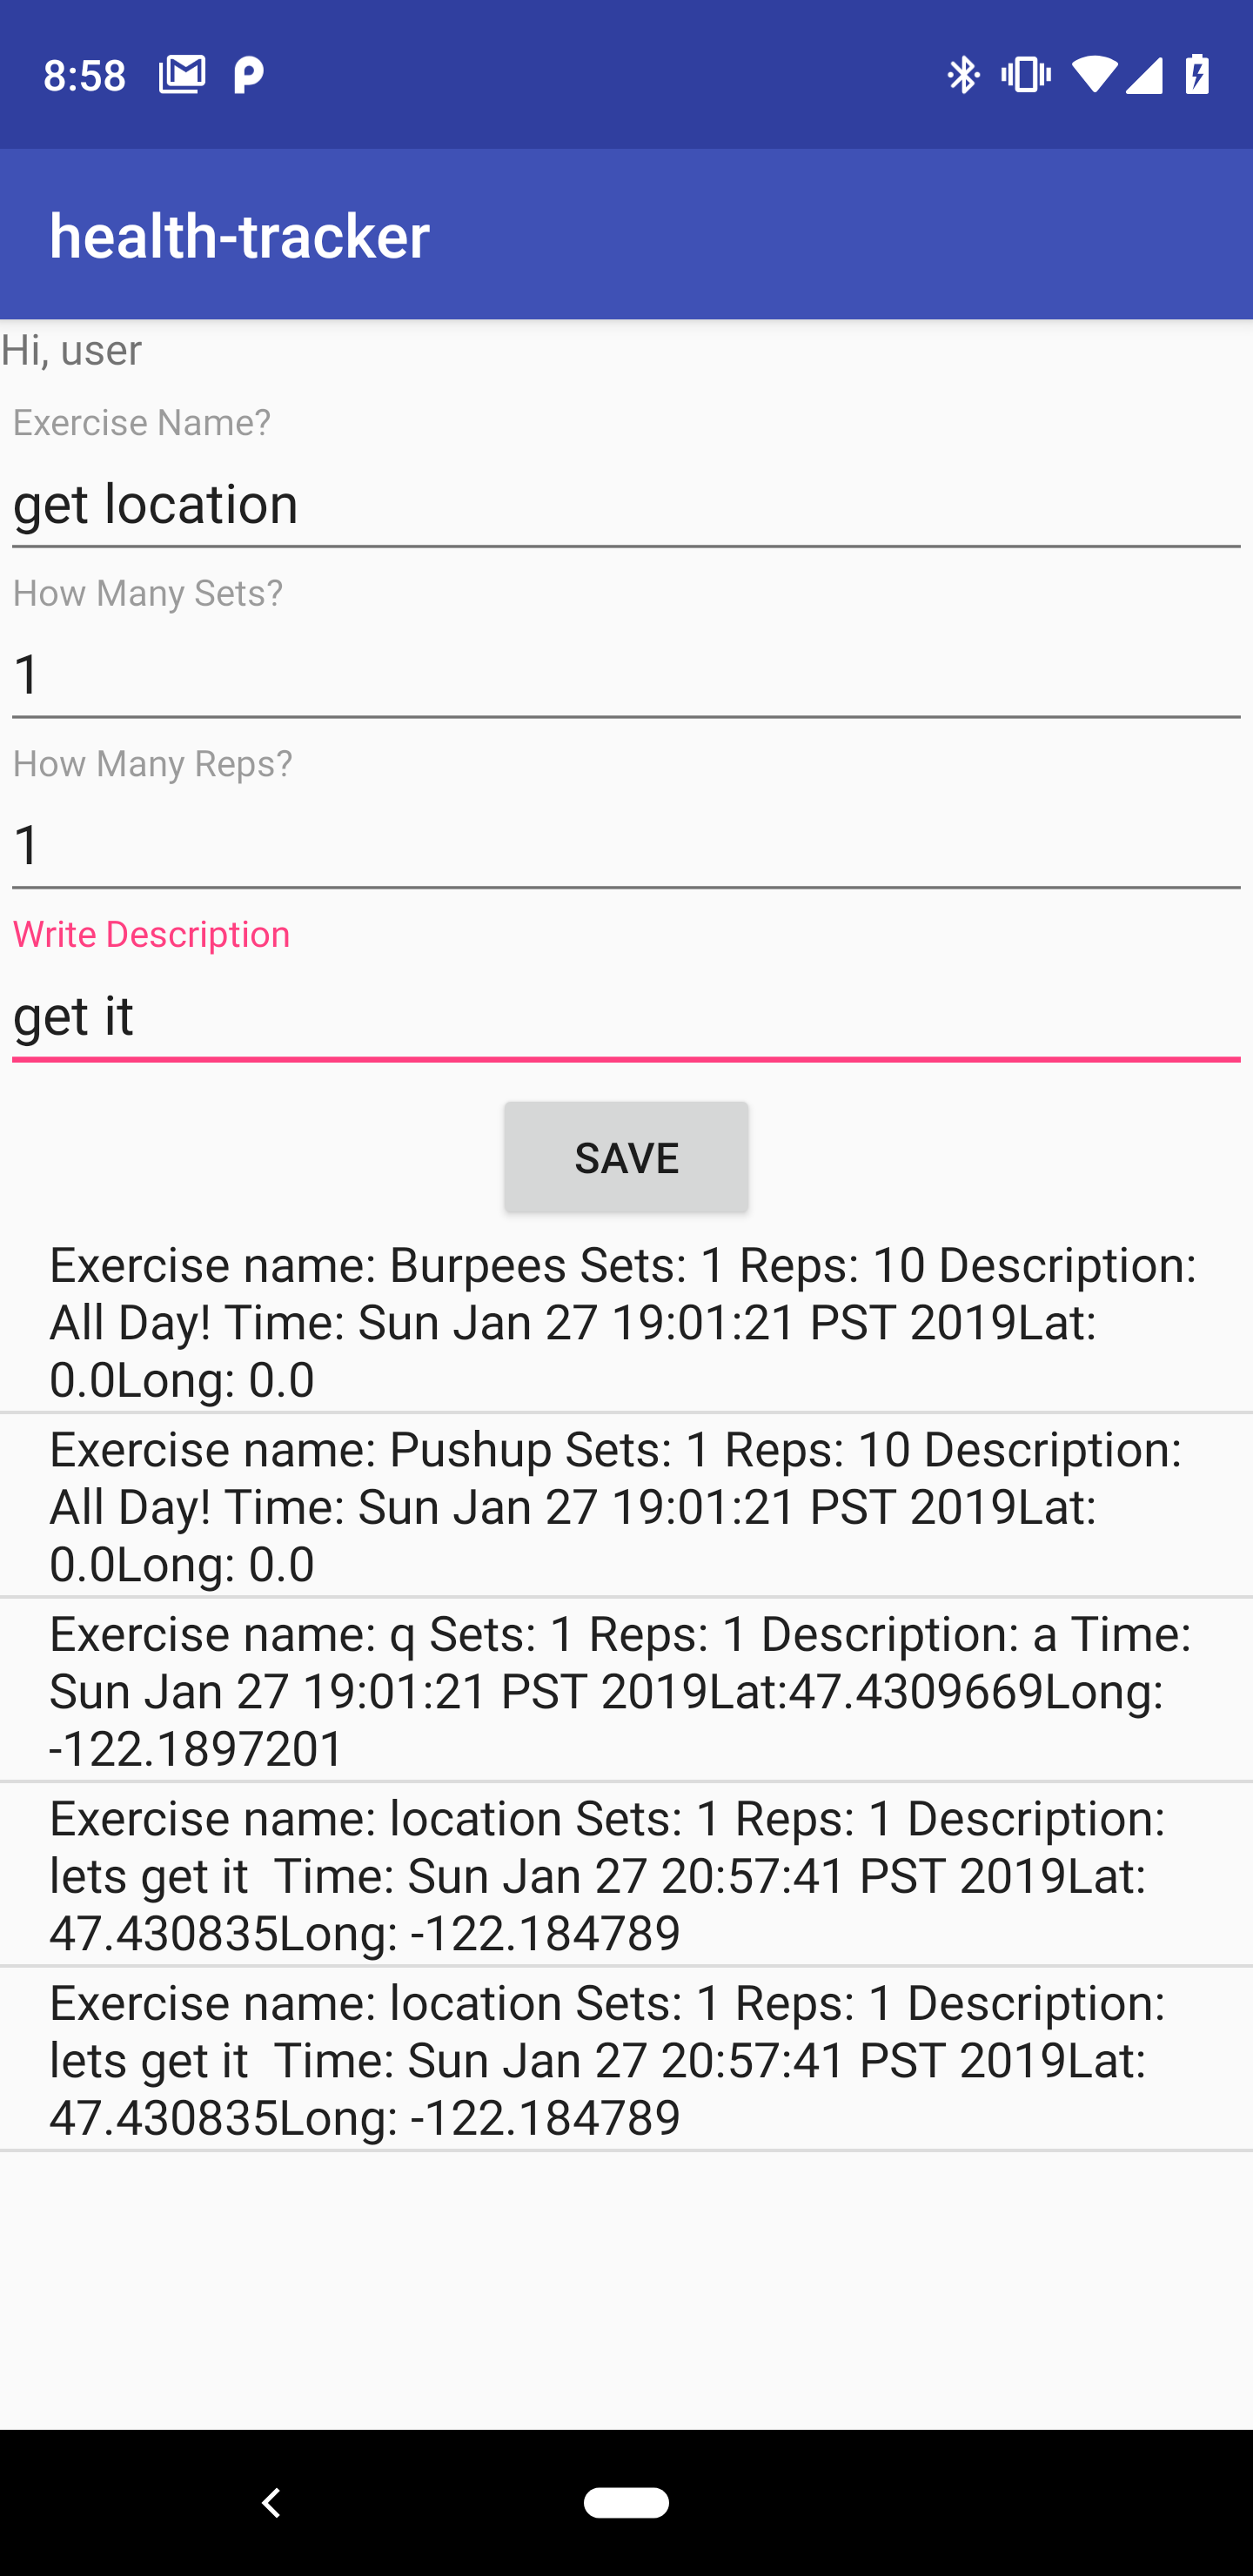 8:58
health-tracker
Hi, user
Exercise Name?
get location
How Many Sets?
1
How Many Reps?
1
Write Description
get it
SAVE
Exercise name: Burpees Sets: 1 Reps: 10 Description:
All Day! Time: Sun Jan 27 19:01:21 PST 2019Lat:
0.0Long: 0.0
Exercise name: Pushup Sets: 1 Reps: 10 Description:
All Day! Time: Sun Jan 27 19:01:21 PST 2019Lat:
0.0Long: 0.0
Exercise name: q Sets: 1 Reps: 1 Description: a Time:
Sun Jan 27 19:01:21 PST 2019Lat:47.4309669Long:
-122.1897201
Exercise name: location Sets: 1 Reps: 1 Description:
lets get it  Time: Sun Jan 27 20:57:41 PST 2019Lat:
47.430835Long: -122.184789
Exercise name: location Sets: 1 Reps: 1 Description:
lets get it  Time: Sun Jan 27 20:57:41 PST 2019Lat:
47.430835Long: -122.184789